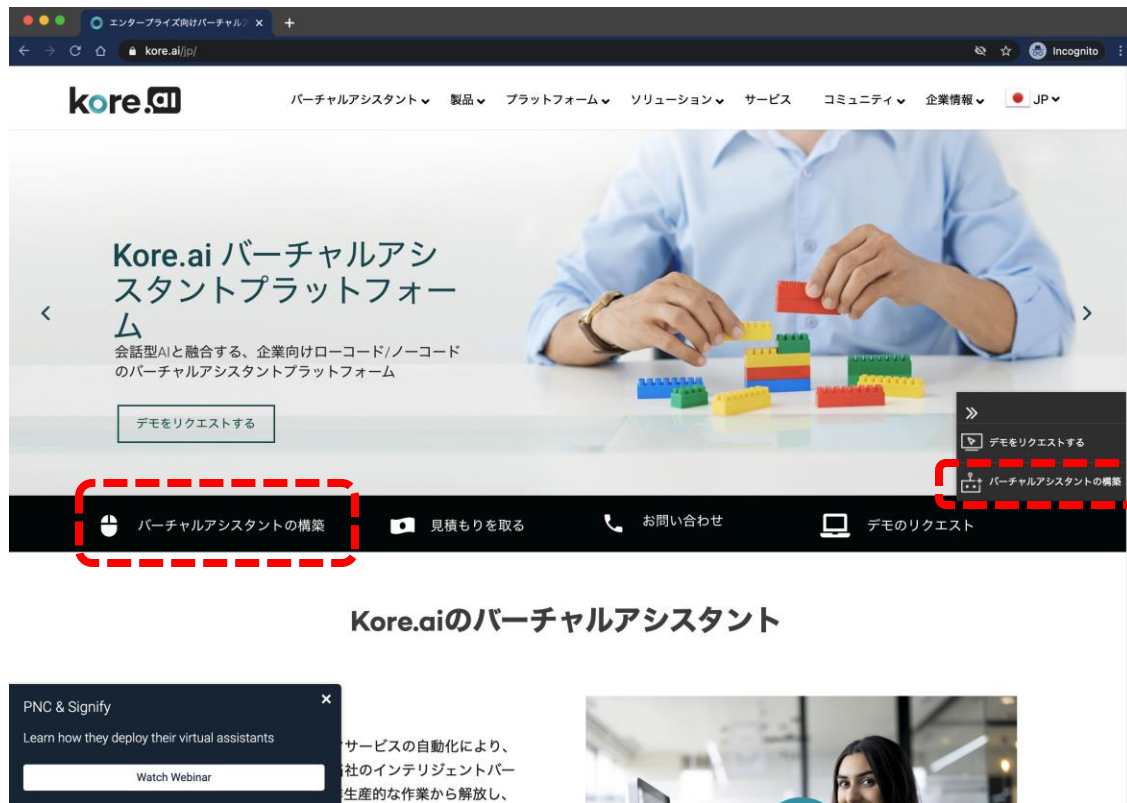 エンタープライズ向けバーチャル
kore.ai/jp/
Incognito
kore.ai
バーチャルアシスタント 製品 プラットフォーム ソリューション サービス コミュニティ 企業情報 JP
Kore.ai バーチャルアシ
スタントプラットフォー
ム
会話型AIと融合する、企業向けローコード/ノーコード
のバーチャルアシスタントプラットフォーム
デモをリクエストする
デモをリクエストする
バーチャルアシスタントの構築
バーチャルアシスタントの構築 見積もりを取る お問い合わせ デモのリクエスト
Kore.aiのバーチャルアシスタント
PNC & Signify
Learn how they deploy their virtual assistants
Watch Webinar
サービスの自動化により、
社のインテリジェントバー
生産的な作業から解放し、